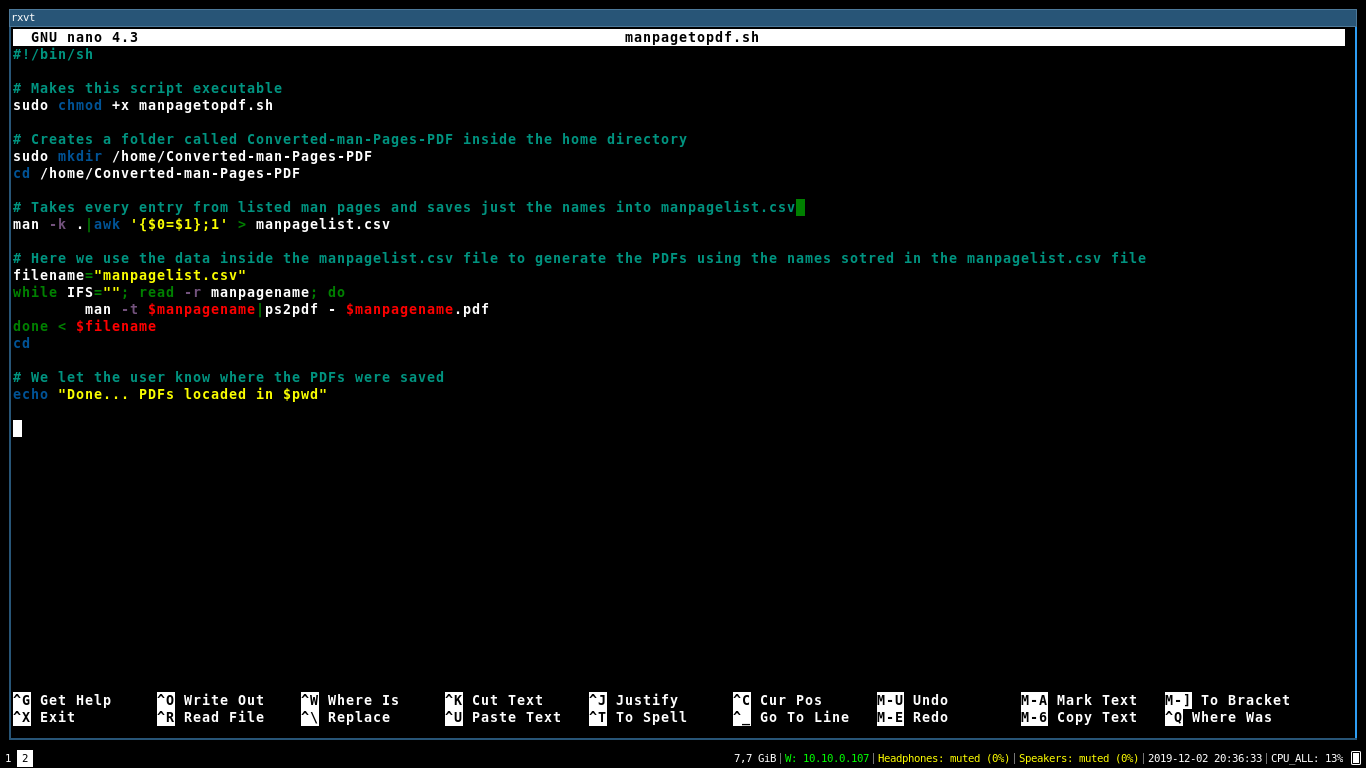 rxvt
GNU nano 4.3 manpagetopdf.sh
#!/bin/sh
# Makes this script executable
sudo chmod +x manpagetopdf.sh
# Creates a folder called Converted-man-Pages-PDF inside the home directory
sudo mkdir /home/Converted-man-Pages-PDF
cd /home/Converted-man-Pages-PDF
# Takes every entry from listed man pages and saves just the names into manpagelist.csv
man -k .|awk '{$0=$1};1' > manpagelist.csv
# Here we use the data inside the manpagelist.csv file to generate the PDFs using the names sotred in the manpagelist.csv file
filename="manpagelist.csv"
while IFS=""; read -r manpagename; do
man -t $manpagename|ps2pdf - $manpagename.pdf
done < $filename
cd
# We let the user know where the PDFs were saved
echo "Done... PDFs locaded in $pwd"
^G Get Help ^O Write Out ^W Where Is ^K Cut Text ^J Justify ^C Cur Pos M-U Undo M-A Mark Text M-] To Bracket
^X Exit ^R Read File ^\ Replace ^U Paste Text ^T To Spell ^_ Go To Line M-E Redo M-6 Copy Text ^Q Where Was
1 2 7,7 GiB|W: 10.10.0.107|Headphones: muted (0%)|Speakers: muted (0%)|2019-12-02 20:36:33|CPU_ALL: 13%